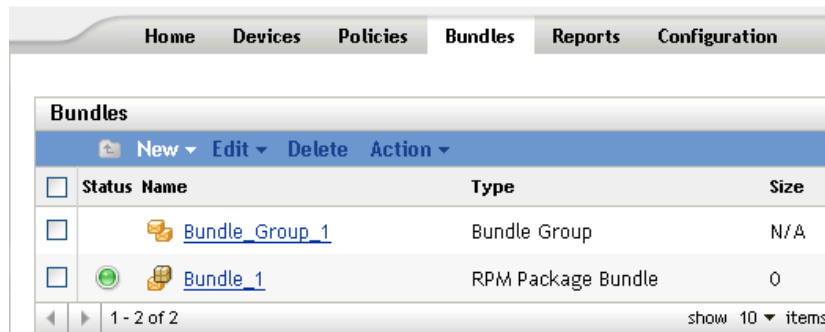 Home Devices Policies Bundles Reports Configuration
Bundles
New Edit Delete Action
Status Name Type Size
Bundle_Group_1 Bundle Group N/A
Bundle_1 RPM Package Bundle 0
1 - 2 of 2 show 10 items